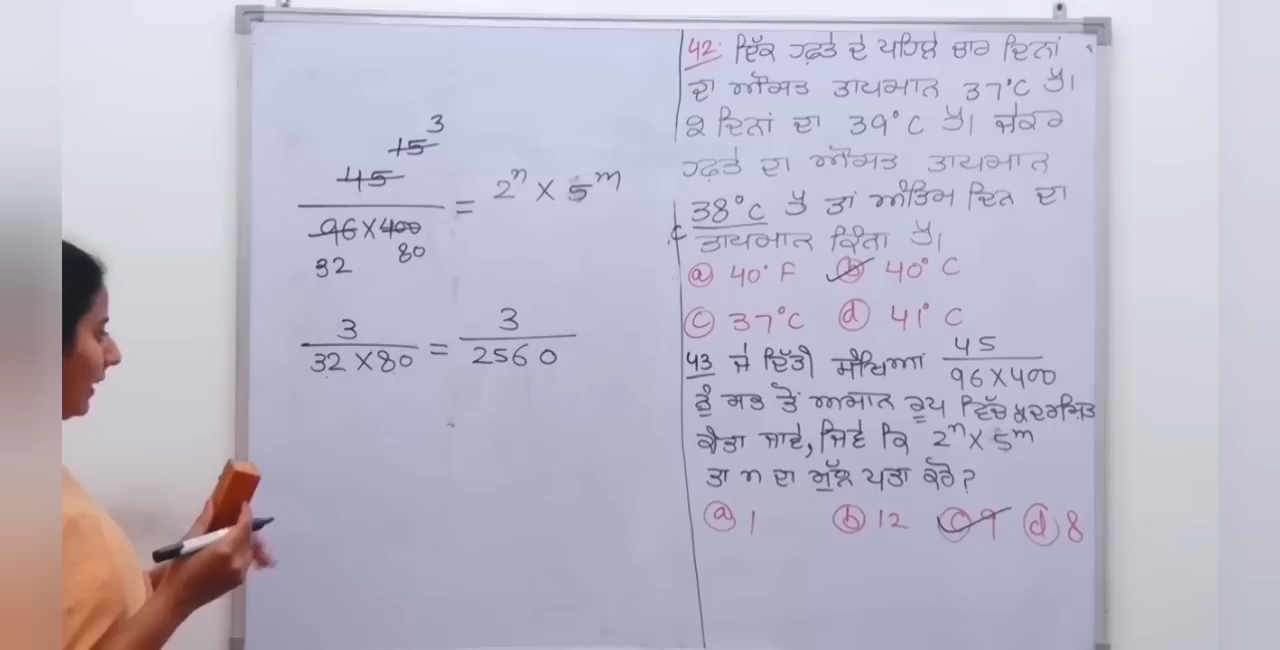 15 3
45
96×400 = 2ⁿ × 5ᵐ
32 80
3/32×80 = 3/2560
42: ਇੱਕ ਹਫ਼ਤੇ ਦੇ ਪਹਿਲੇ ਚਾਰ ਦਿਨਾਂ
ਦਾ ਔਸਤ ਤਾਪਮਾਨ 37°C ਹੈ।
2 ਦਿਨਾਂ ਦਾ 39°C ਹੈ। ਜੇਕਰ
ਹਫ਼ਤੇ ਦਾ ਔਸਤ ਤਾਪਮਾਨ
38°C ਹੈ ਤਾਂ ਅੰਤਿਮ ਦਿਨ ਦਾ
ਤਾਪਮਾਨ ਕਿੰਨਾ ਹੈ।
ⓐ 40°F ⓑ 40°C
ⓒ 37°C ⓓ 41°C
43 ਜੇ ਦਿੱਤੀ ਸੰਖਿਆ 45/96×400
ਨੂੰ ਸਭ ਤੋਂ ਆਸਾਨ ਰੂਪ ਵਿੱਚ ਪ੍ਰਦਰਸ਼ਿਤ
ਕੀਤਾ ਜਾਵੇ, ਜਿਵੇਂ ਕਿ 2ⁿ × 5ᵐ
ਤਾ n ਦਾ ਮੁੱਲ ਪਤਾ ਕਰੋ?
ⓐ 1 ⓑ 12 ⓒ 9 ⓓ 8